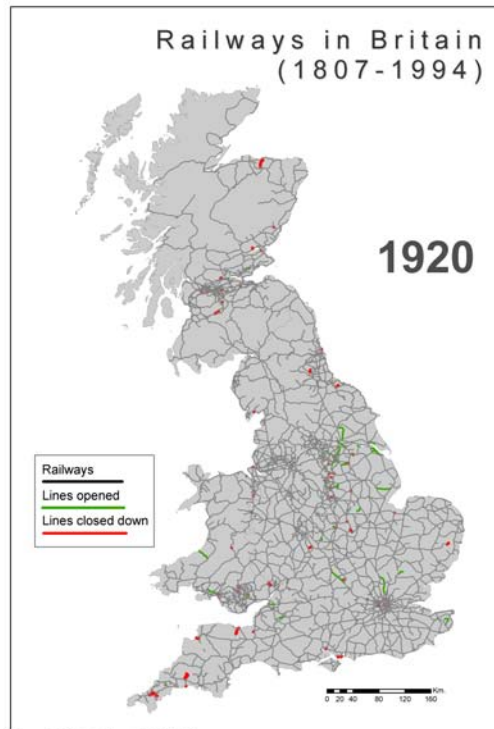 Railways in Britain
(1807-1994)
1920
Railways
Lines opened
Lines closed down
Km.
0 20 40 80 120 160